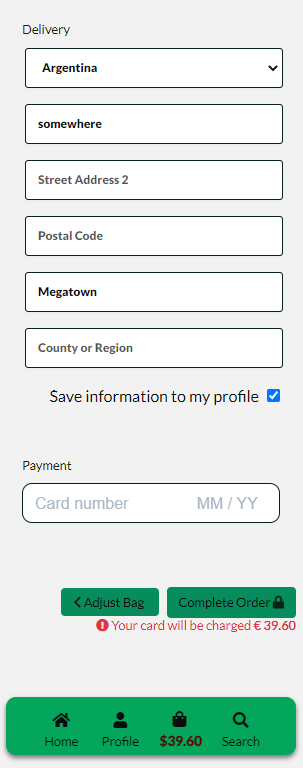 Delivery
Argentina
somewhere
Street Address 2
Postal Code
Megatown
County or Region
Save information to my profile
Payment
Card number MM / YY
Adjust Bag Complete Order
Your card will be charged € 39.60
Home Profile $39.60 Search